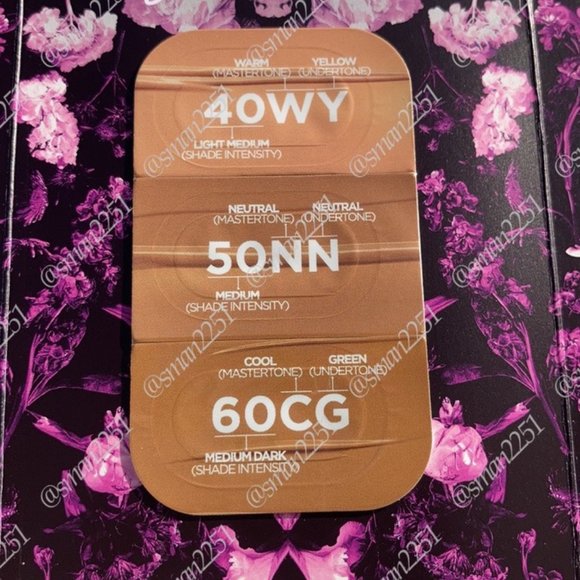 WARM YELLOW
(MASTERTONE) (UNDERTONE)
40WY
LIGHT MEDIUM
(SHADE INTENSITY)
NEUTRAL NEUTRAL
(MASTERTONE) (UNDERTONE)
50NN
MEDIUM
(SHADE INTENSITY)
COOL GREEN
(MASTERTONE) (UNDERTONE)
60CG
MEDIUM DARK
(SHADE INTENSITY)
@sman2251